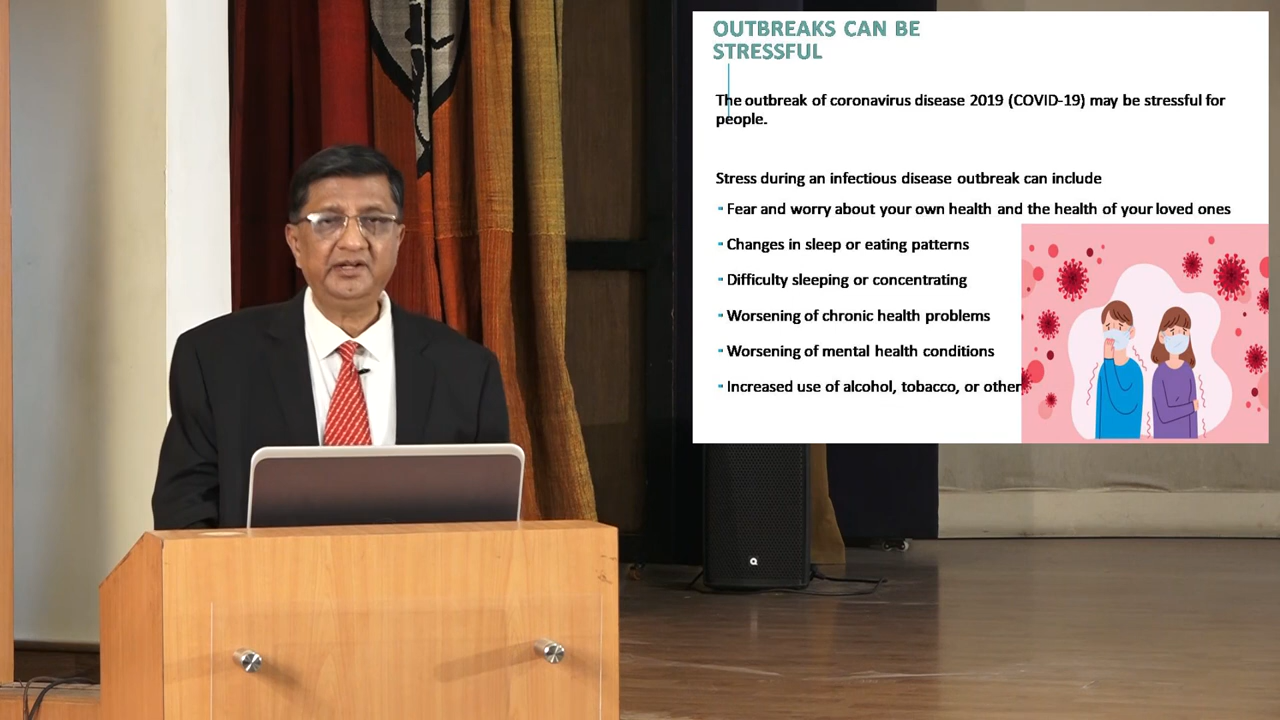 OUTBREAKS CAN BE
STRESSFUL
The outbreak of coronavirus disease 2019 (COVID-19) may be stressful for
people.
Stress during an infectious disease outbreak can include
Fear and worry about your own health and the health of your loved ones
Changes in sleep or eating patterns
Difficulty sleeping or concentrating
Worsening of chronic health problems
Worsening of mental health conditions
Increased use of alcohol, tobacco, or other